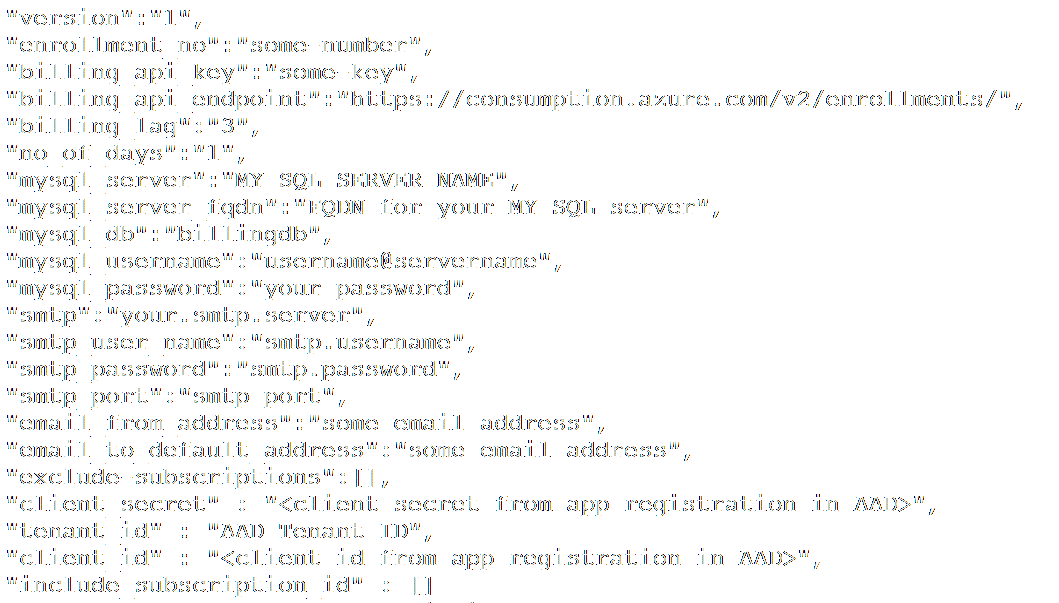 "version":"1",
"enrollment_no":"some-number",
"billing_api_key":"some-key",
"billing_api_endpoint":"https://consumption.azure.com/v2/enrollments/",
"billing_lag":"3",
"no_of_days":"1",
"mysql_server":"MY SQL SERVER NAME",
"mysql_server_fqdn":"FQDN for your MY SQL server",
"mysql_db":"billingdb",
"mysql_username":"username@servername",
"mysql_password":"your password",
"smtp":"your.smtp.server",
"smtp_user_name":"smtp.username",
"smtp_password":"smtp.password",
"smtp_port":"smtp port",
"email_from_address":"some email address",
"email_to_default_address":"some email address",
"exclude-subscriptions":[],
"client_secret" : "<client secret from app registration in AAD>",
"tenant_id" : "AAD Tenant ID",
"client_id" : "<client id from app registration in AAD>",
"include_subscription_id" : []